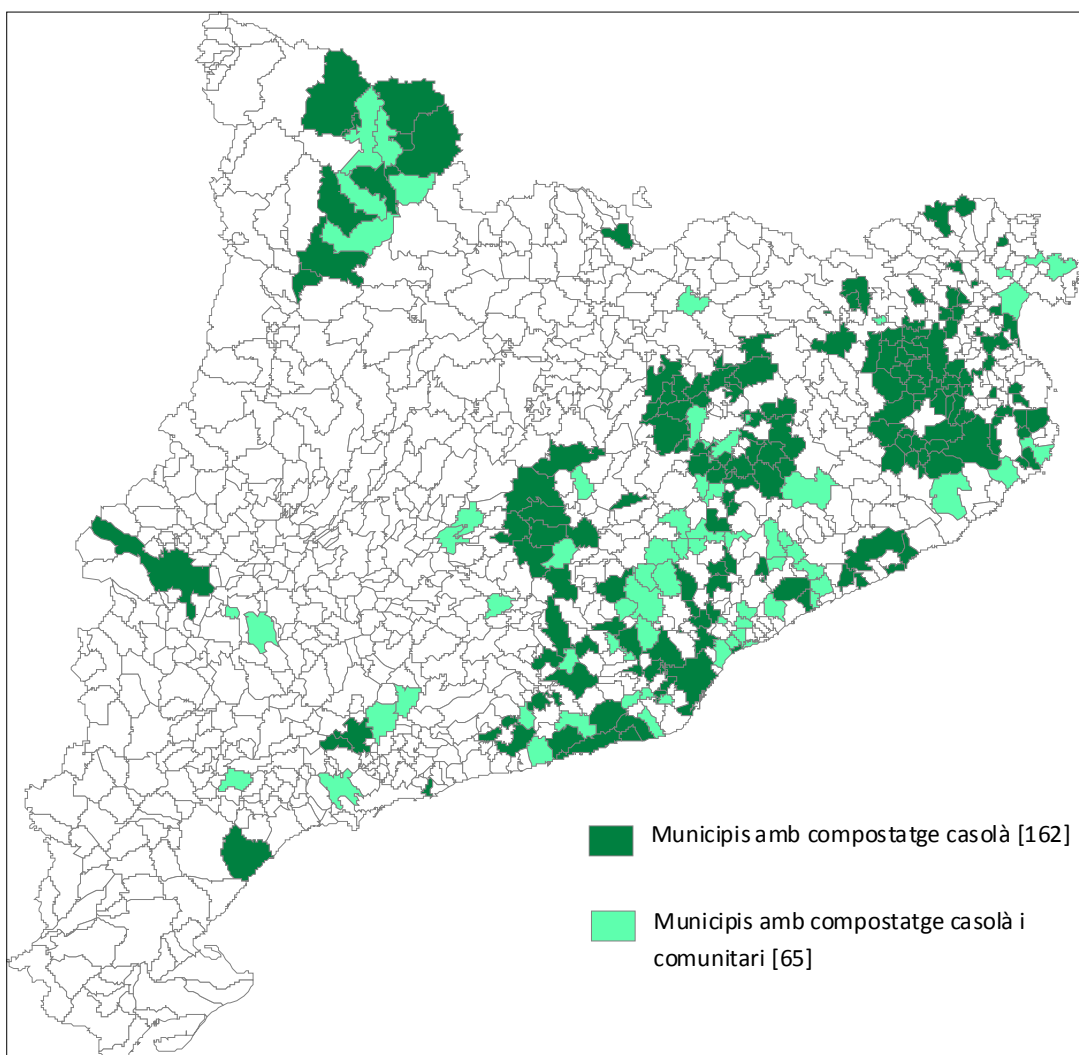 Municipis amb compostatge casolà [162]
Municipis amb compostatge casolà i
comunitari [65]